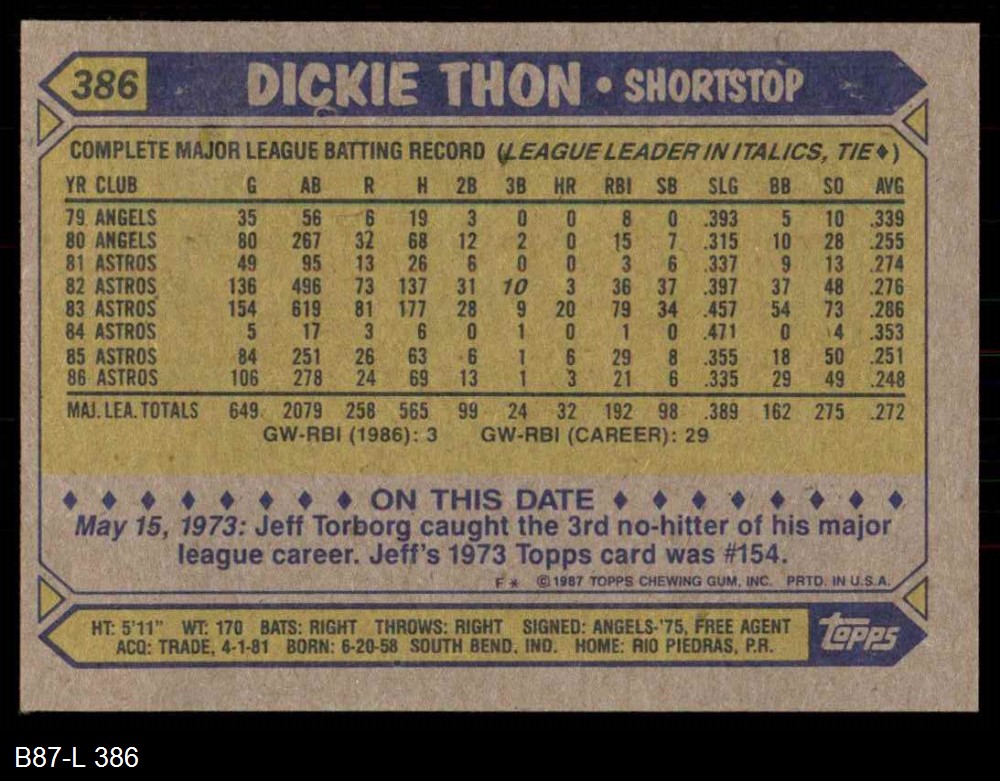 386 DICKIE THON • SHORTSTOP
COMPLETE MAJOR LEAGUE BATTING RECORD (LEAGUE LEADER IN ITALICS, TIE♦)
YR CLUB G AB R H 2B 3B HR RBI SB SLG BB SO AVG
79 ANGELS 35 56 6 19 3 0 0 8 0 .393 5 10 .339
80 ANGELS 80 267 32 68 12 2 0 15 7 .315 10 28 .255
81 ASTROS 49 95 13 26 6 0 0 3 6 .337 9 13 .274
82 ASTROS 136 496 73 137 31 10 3 36 37 .397 37 48 .276
83 ASTROS 154 619 81 177 28 9 20 79 34 .457 54 73 .286
84 ASTROS 5 17 3 6 0 1 0 1 0 .471 0 4 .353
85 ASTROS 84 251 26 63 6 1 6 29 8 .355 18 50 .251
86 ASTROS 106 278 24 69 13 1 3 21 6 .335 29 49 .248
MAJ. LEA. TOTALS 649 2079 258 565 99 24 32 192 98 .389 162 275 .272
GW-RBI (1986): 3 GW-RBI (CAREER): 29
♦ ♦ ♦ ♦ ♦ ♦ ♦ ♦ ON THIS DATE ♦ ♦ ♦ ♦ ♦ ♦ ♦ ♦
May 15, 1973: Jeff Torborg caught the 3rd no-hitter of his major
league career. Jeff's 1973 Topps card was #154.
F * ©1987 TOPPS CHEWING GUM, INC. PRTD. IN U.S.A.
HT: 5'11" WT: 170 BATS: RIGHT THROWS: RIGHT SIGNED: ANGELS-'75, FREE AGENT
ACQ: TRADE, 4-1-81 BORN: 6-20-58 SOUTH BEND, IND. HOME: RIO PIEDRAS, P.R.
topps
B87-L 386